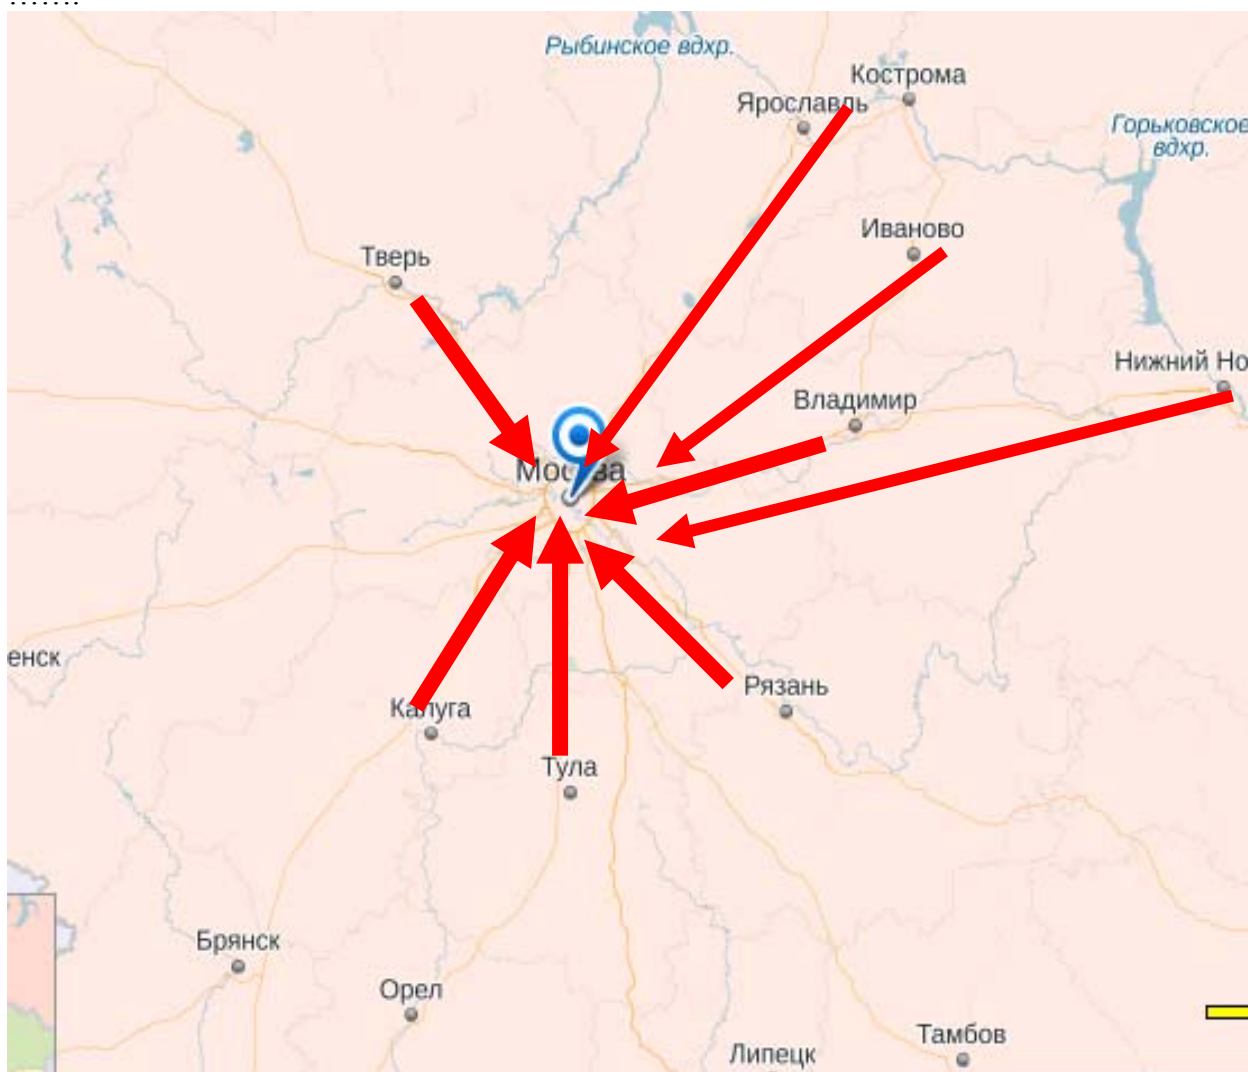 .......
Рыбинское вдхр.
Кострома
Ярославль
Горьковское
вдхр.
Иваново
Тверь
Нижний Но
Владимир
Москва
енск
Рязань
Калуга
Тула
Брянск
Орел
Тамбов
Липецк